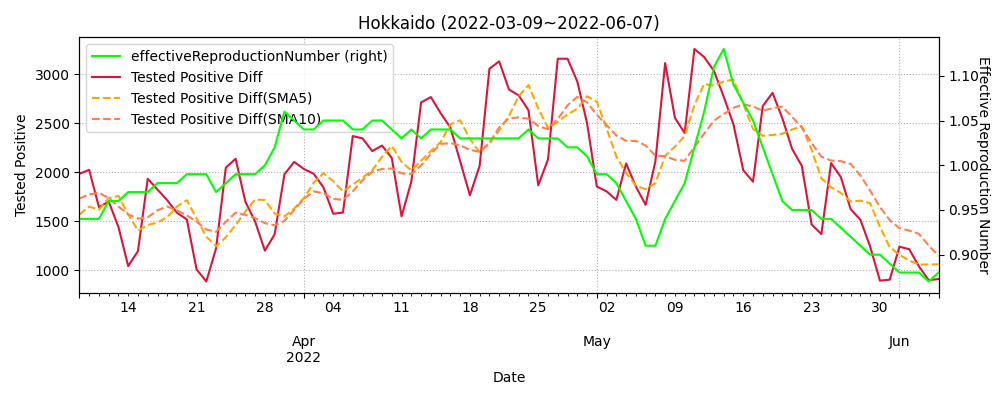 Hokkaido (2022-03-09~2022-06-07)
effectiveReproductionNumber (right)
Tested Positive Diff
Tested Positive Diff(SMA5)
Tested Positive Diff(SMA10)
Tested Positive
3000
2500
2000
1500
1000
1.10
1.05
1.00
0.95
0.90
Effective Reproduction Number
14 21 28 04 11 18 25 02 09 16 23 30
Apr May Jun
2022
Date